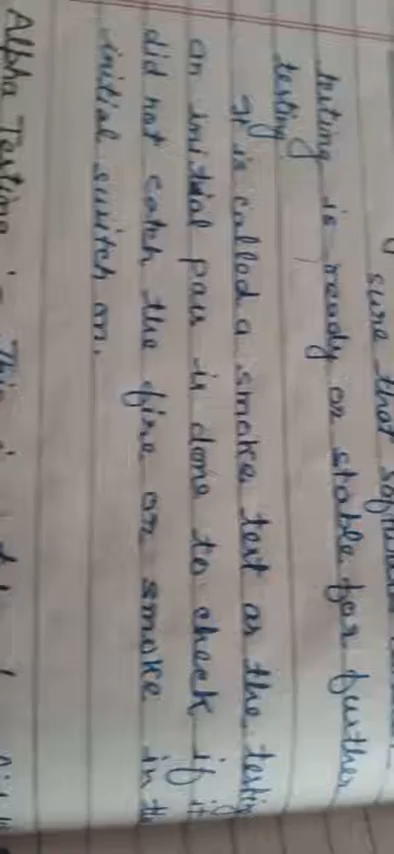 sure that
testing is ready or stable for further
testing
It is called a smoke test as the testing
an initial pass is done to check if it
did not catch the fire or smoke in the
initial switch on.
Alpha Testing